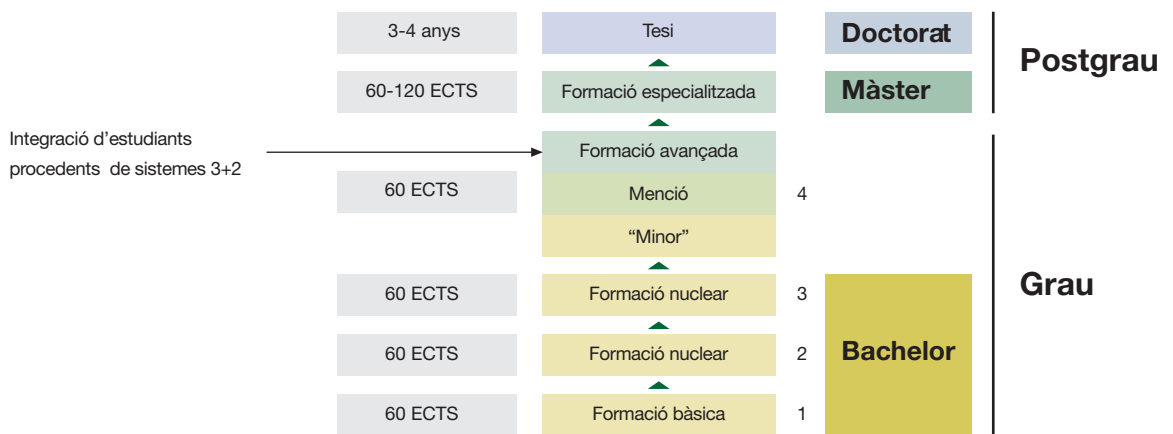 3-4 anys
Tesi
Doctorat
Postgrau
60-120 ECTS
Formació especialitzada
Màster
Integració d’estudiants
procedents de sistemes 3+2
Formació avançada
60 ECTS
Menció
4
“Minor”
Grau
60 ECTS
Formació nuclear
3
60 ECTS
Formació nuclear
2
Bachelor
60 ECTS
Formació bàsica
1